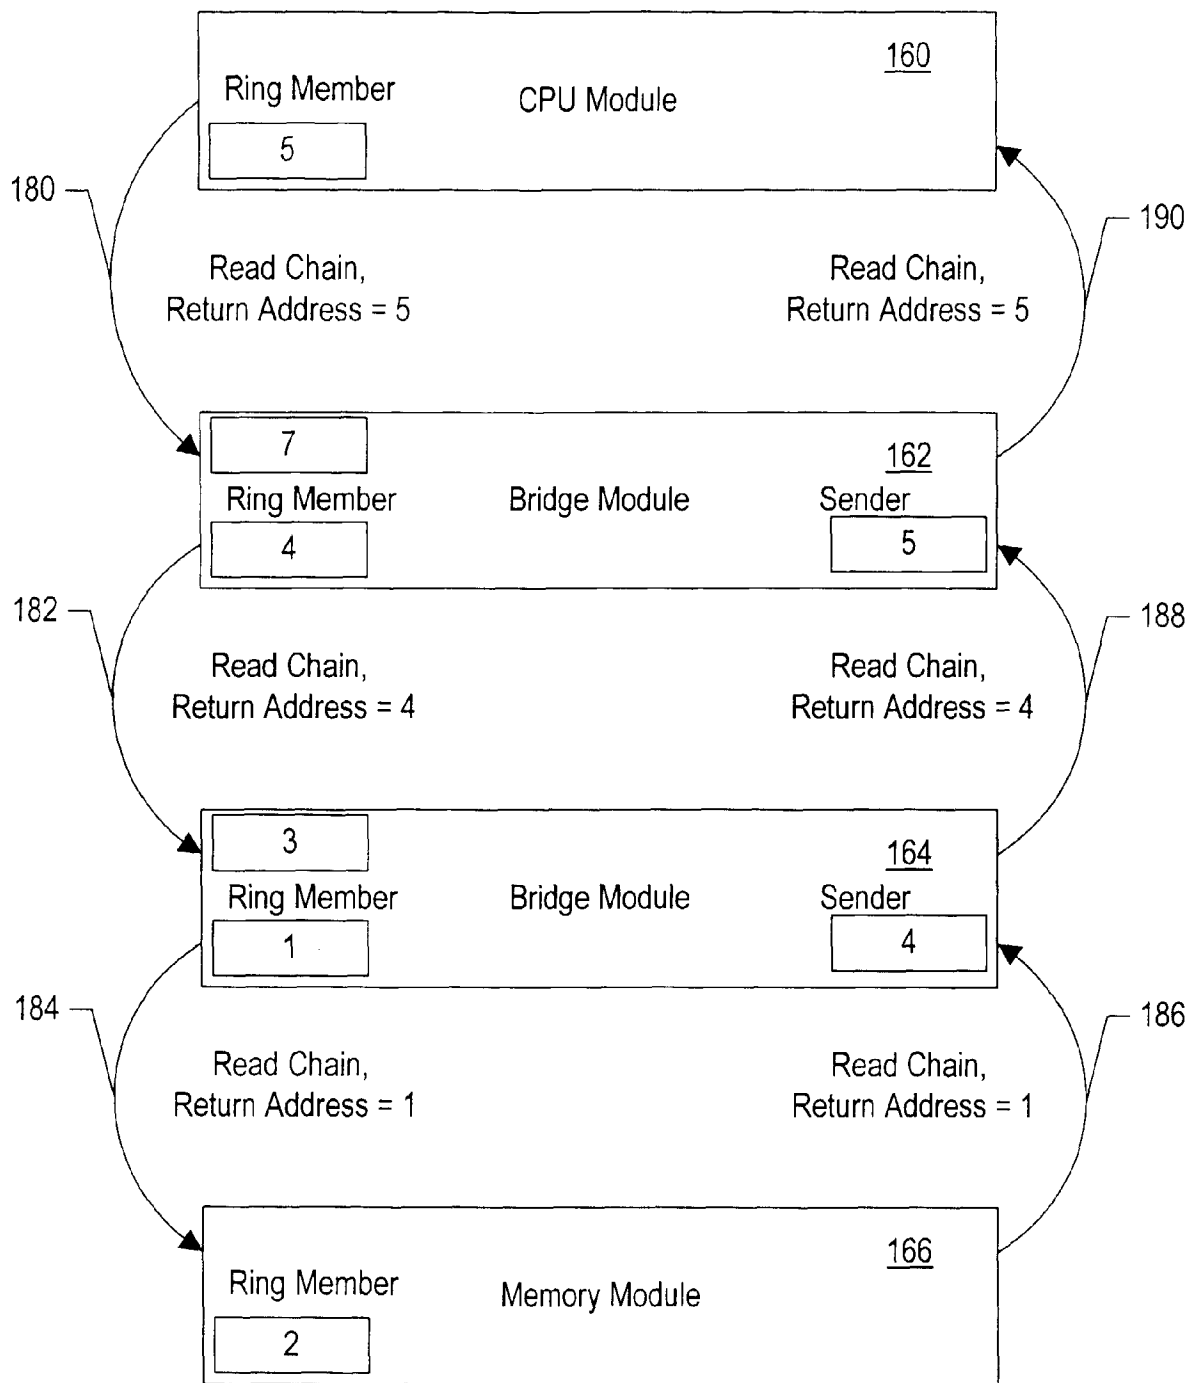 160
Ring Member
CPU Module
5
180
190
Read Chain,
Return Address = 5
Read Chain,
Return Address = 5
7
162
Ring Member
Bridge Module
Sender
4
5
182
188
Read Chain,
Return Address = 4
Read Chain,
Return Address = 4
3
164
Ring Member
Bridge Module
Sender
1
4
184
186
Read Chain,
Return Address = 1
Read Chain,
Return Address = 1
166
Ring Member
Memory Module
2